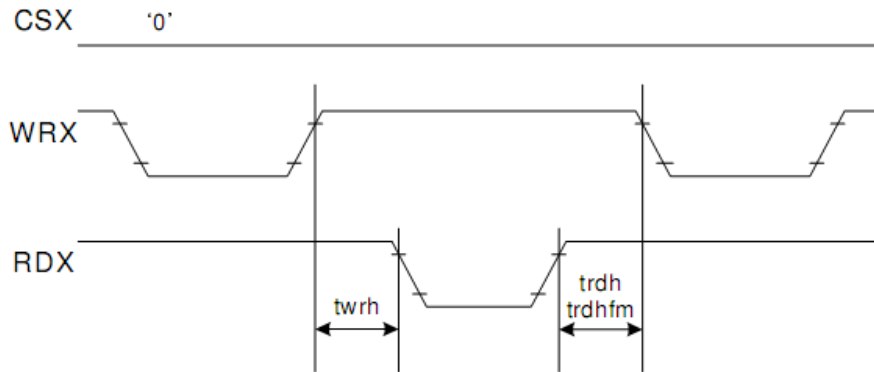 CSX ‘0’
WRX
RDX
twrh
trdh
trdhfm